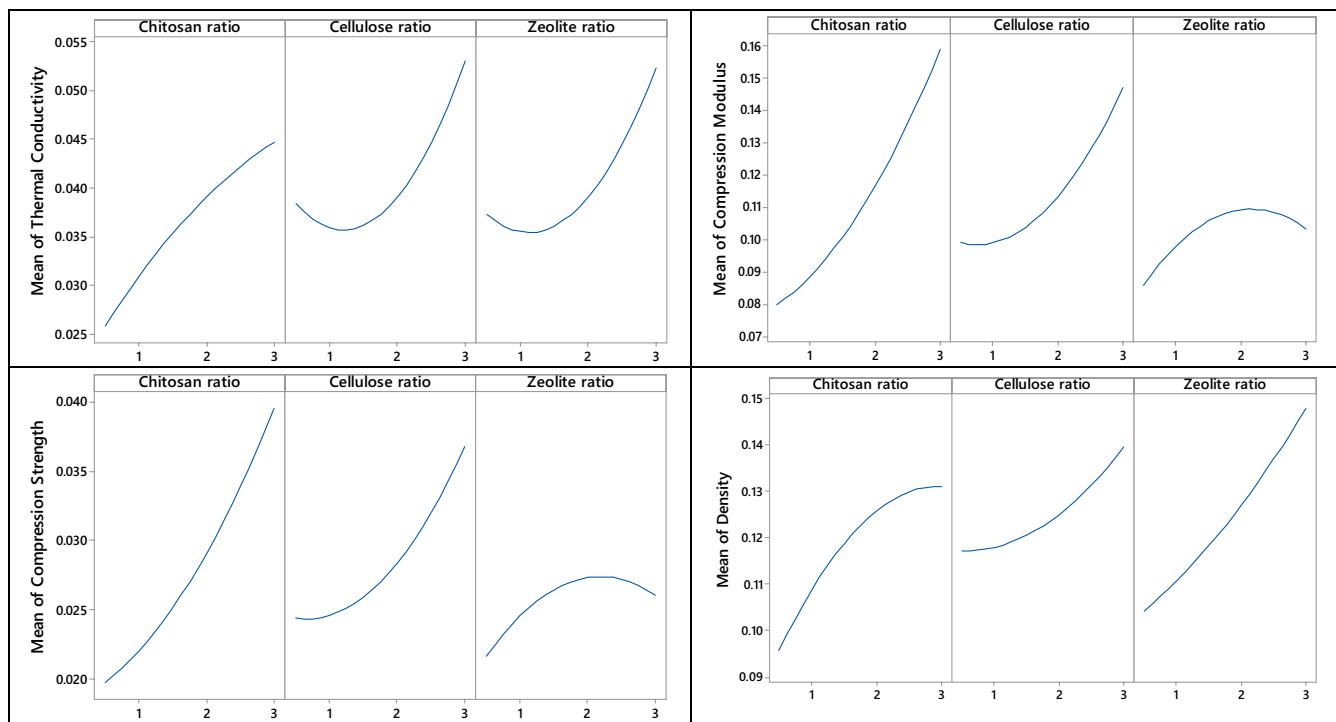 Chitosan ratio Cellulose ratio Zeolite ratio
Mean of Thermal Conductivity
0.055
0.050
0.045
0.040
0.035
0.030
0.025
1 2 3 1 2 3 1 2 3
Chitosan ratio Cellulose ratio Zeolite ratio
Mean of Compression Modulus
0.16
0.15
0.14
0.13
0.12
0.11
0.10
0.09
0.08
0.07
1 2 3 1 2 3 1 2 3
Chitosan ratio Cellulose ratio Zeolite ratio
Mean of Compression Strength
0.040
0.035
0.030
0.025
0.020
1 2 3 1 2 3 1 2 3
Chitosan ratio Cellulose ratio Zeolite ratio
Mean of Density
0.15
0.14
0.13
0.12
0.11
0.10
0.09
1 2 3 1 2 3 1 2 3